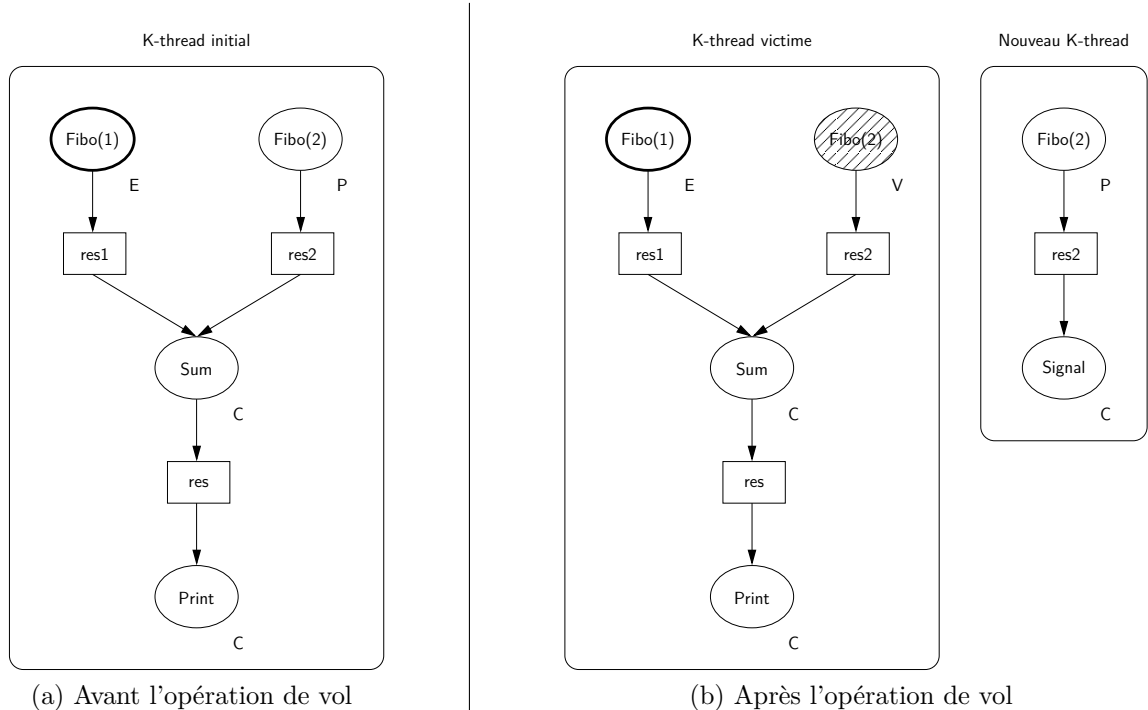 K-thread initial
Fibo(1)
Fibo(2)
E
P
res1
res2
Sum
C
res
Print
C
(a) Avant l'opération de vol
K-thread victime
Fibo(1)
Fibo(2)
E
V
res1
res2
Sum
C
res
Print
C
Nouveau K-thread
Fibo(2)
P
res2
Signal
C
(b) Après l'opération de vol